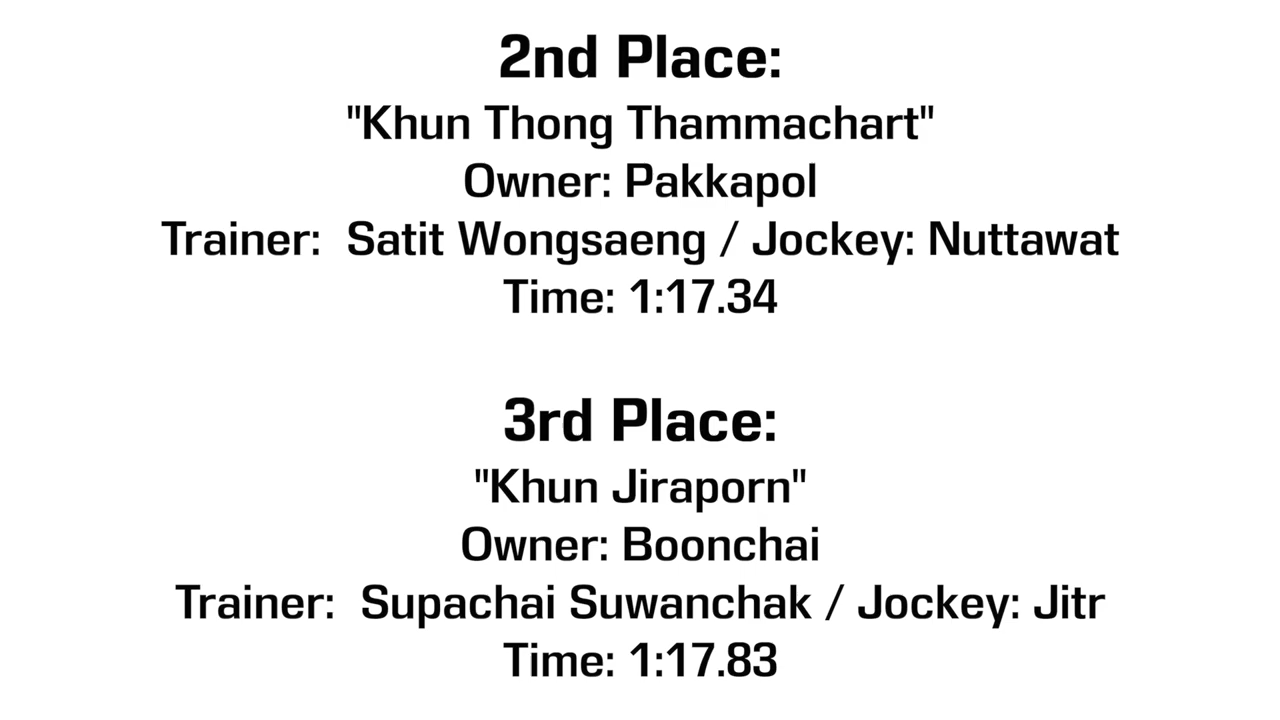 2nd Place:
"Khun Thong Thammachart"
Owner: Pakkapol
Trainer:  Satit Wongsaeng / Jockey: Nuttawat
Time: 1:17.34
3rd Place:
"Khun Jiraporn"
Owner: Boonchai
Trainer:  Supachai Suwanchak / Jockey: Jitr
Time: 1:17.83